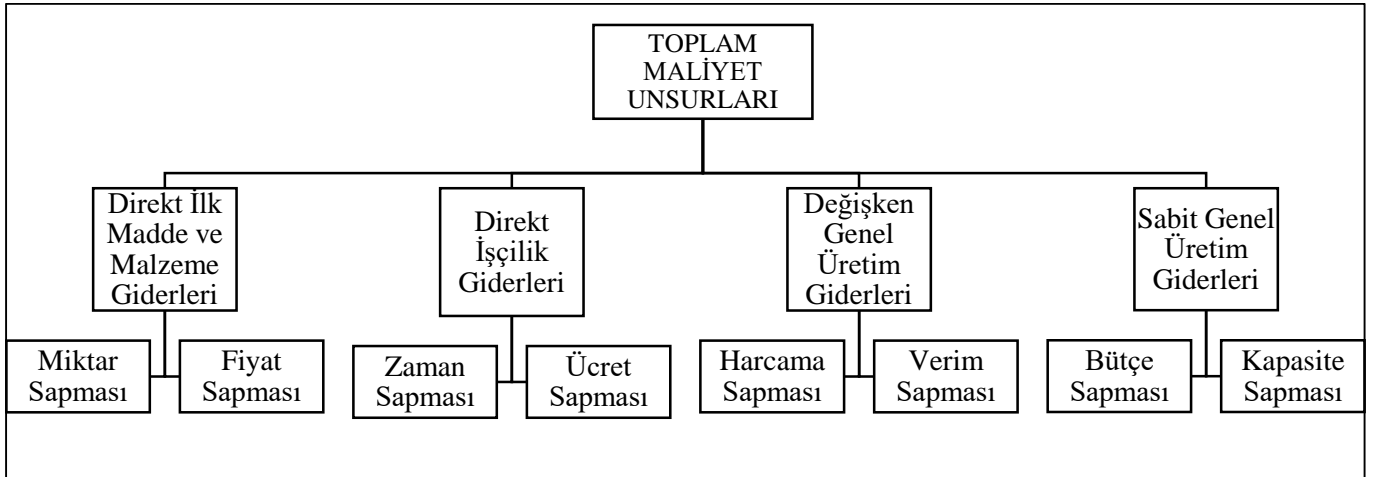 TOPLAM
MALİYET
UNSURLARI
Direkt İlk
Madde ve
Malzeme
Giderleri
Direkt
İşçilik
Giderleri
Değişken
Genel
Üretim
Giderleri
Sabit Genel
Üretim
Giderleri
Miktar
Sapması
Fiyat
Sapması
Zaman
Sapması
Ücret
Sapması
Harcama
Sapması
Verim
Sapması
Bütçe
Sapması
Kapasite
Sapması